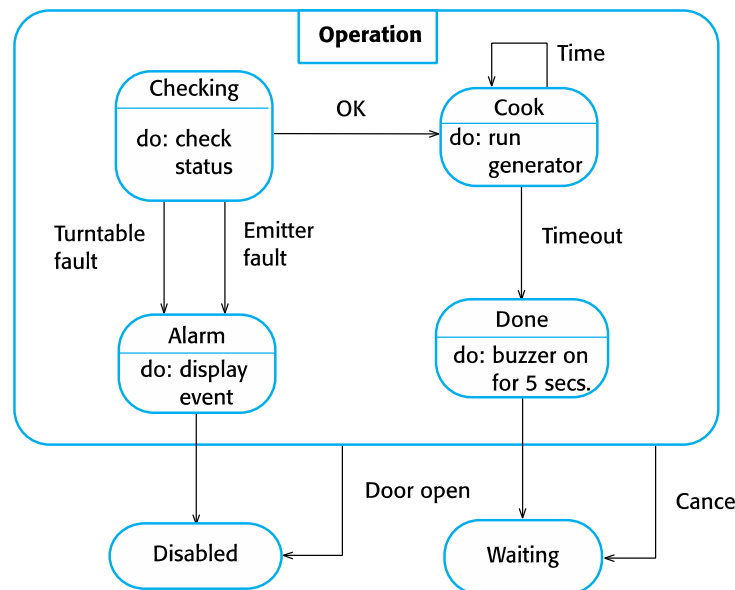 Operation
Checking
do: check
status
OK
Time
Cook
do: run
generator
Turntable
fault
Emitter
fault
Timeout
Alarm
do: display
event
Done
do: buzzer on
for 5 secs.
Door open
Cance
Disabled
Waiting